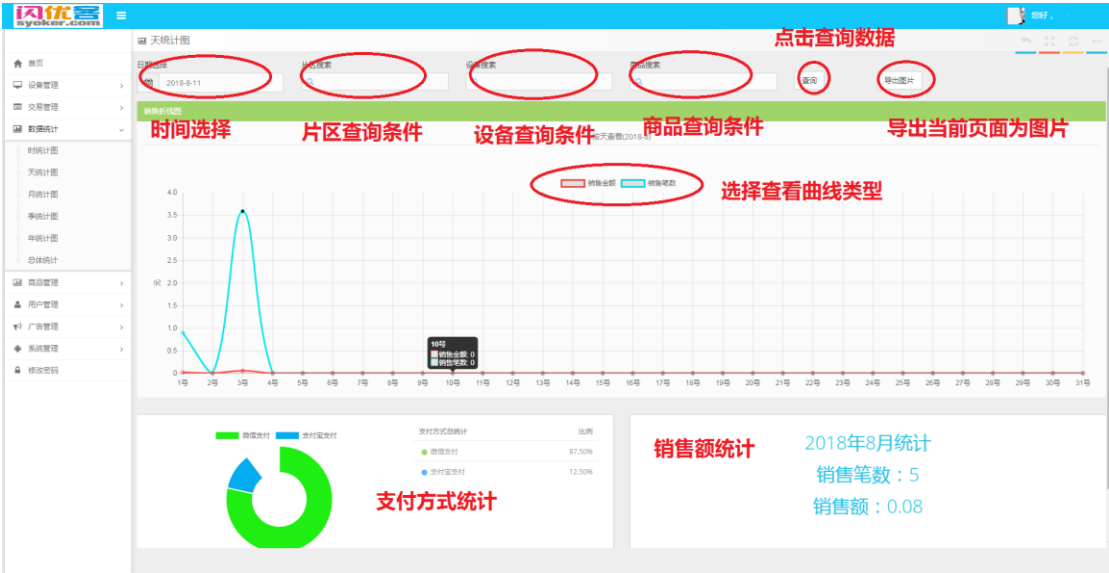 闪优客
syoker.com
您好，
天统计图
点击查询数据
首页
设备管理
交易管理
数据统计
时统计图
天统计图
月统计图
季统计图
年统计图
总体统计
商品管理
用户管理
广告管理
系统管理
修改密码
日期选择
片区搜索
设备搜索
商品搜索
2018-8-11
查询
导出图片
销售折线图
时间选择
片区查询条件
设备查询条件
商品查询条件
导出当前页面为图片
按天查看(2018-8)
销售金额
销售笔数
选择查看曲线类型
4.0
3.5
3.0
2.5
元 2.0
1.5
1.0
0.5
0
10号
销售金额: 0
销售笔数: 0
1号 2号 3号 4号 5号 6号 7号 8号 9号 10号 11号 12号 13号 14号 15号 16号 17号 18号 19号 20号 21号 22号 23号 24号 25号 26号 27号 28号 29号 30号 31号
微信支付 支付宝支付
支付方式总统计 比例
微信支付 87.50%
支付宝支付 12.50%
支付方式统计
销售额统计
2018年8月统计
销售笔数：5
销售额：0.08